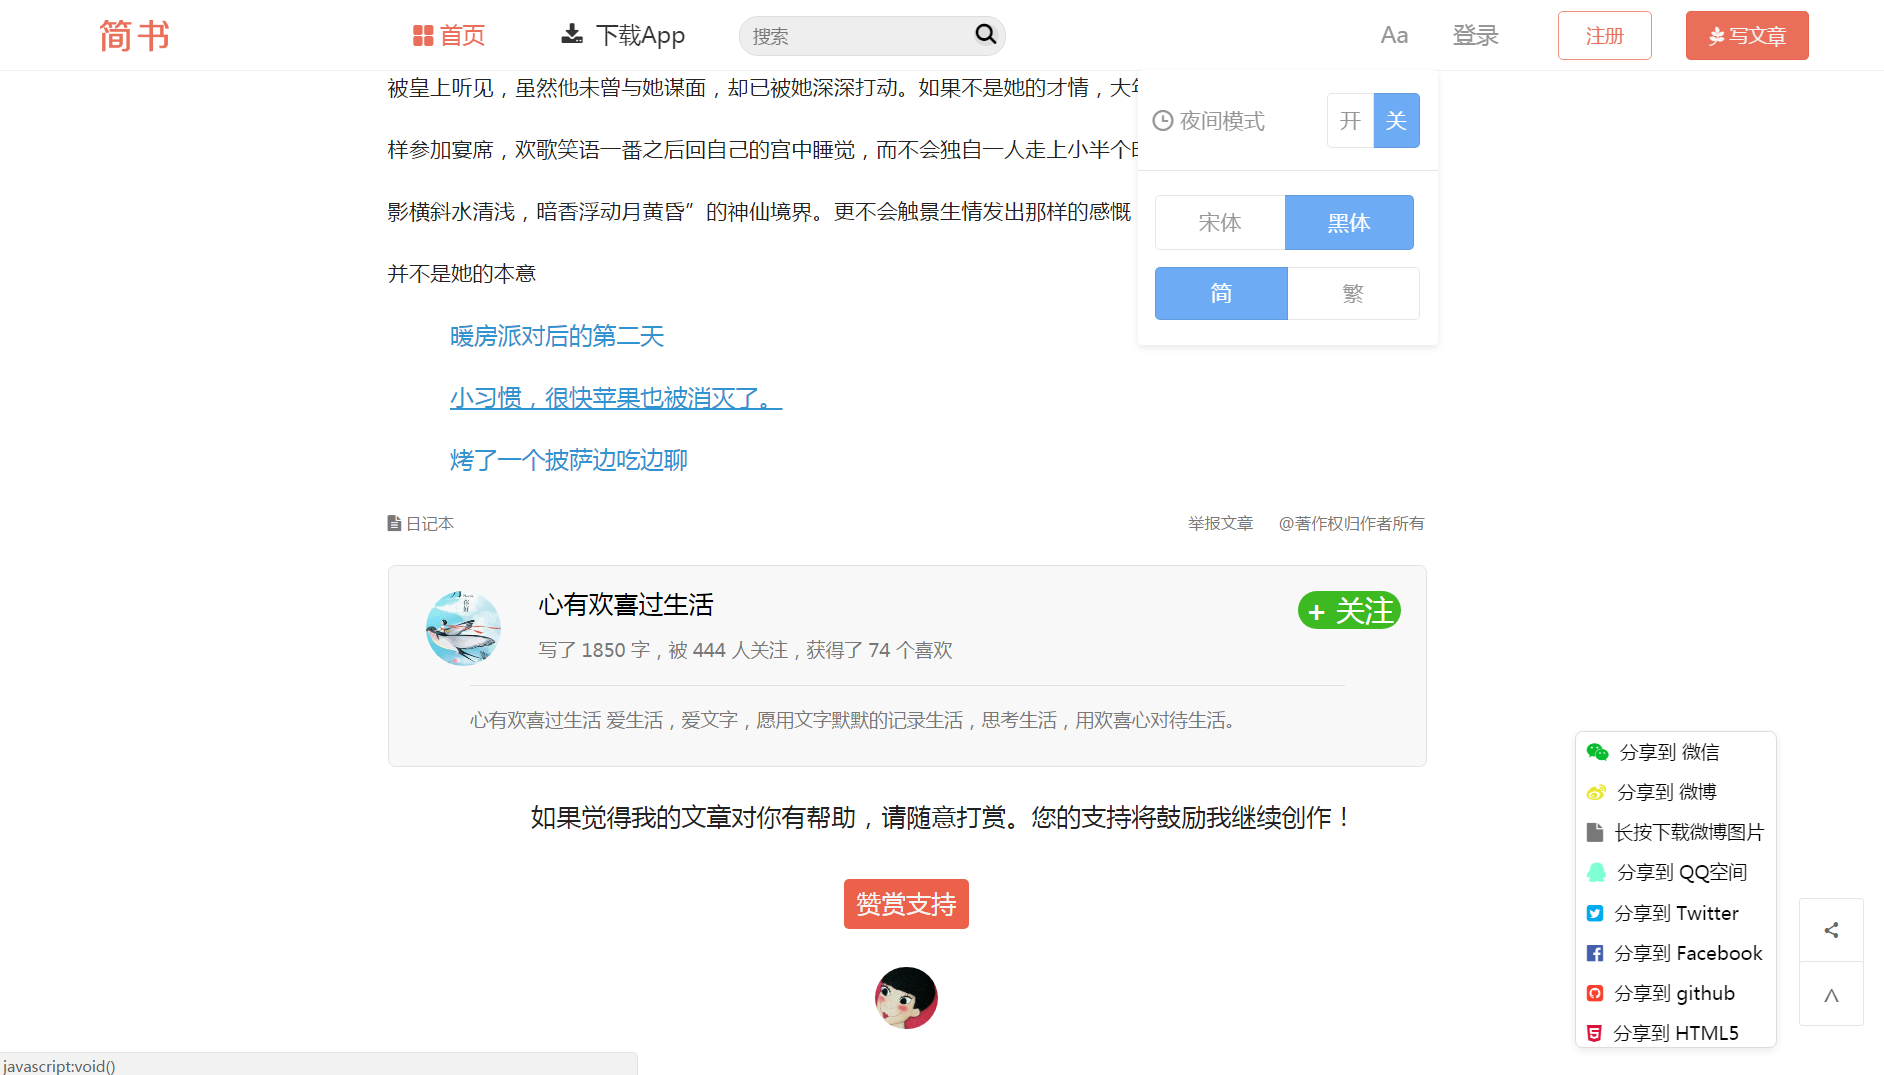 简书 首页 下载App 搜索 Aa 登录 注册 写文章
被皇上听见，虽然他未曾与她谋面，却已被她深深打动。如果不是她的才情，大
样参加宴席，欢歌笑语一番之后回自己的宫中睡觉，而不会独自一人走上小半个
影横斜水清浅，暗香浮动月黄昏”的神仙境界。更不会触景生情发出那样的感慨
并不是她的本意
夜间模式 开 关
宋体 黑体
简 繁
暖房派对后的第二天
小习惯，很快苹果也被消灭了。
烤了一个披萨边吃边聊
日记本 举报文章 @著作权归作者所有
心有欢喜过生活
+ 关注
写了 1850 字，被 444 人关注，获得了 74 个喜欢
心有欢喜过生活 爱生活，爱文字，愿用文字默默的记录生活，思考生活，用欢喜心对待生活。
如果觉得我的文章对你有帮助，请随意打赏。您的支持将鼓励我继续创作！
赞赏支持
分享到 微信
分享到 微博
长按下载微博图片
分享到 QQ空间
分享到 Twitter
分享到 Facebook
分享到 github
分享到 HTML5
javascript:void()